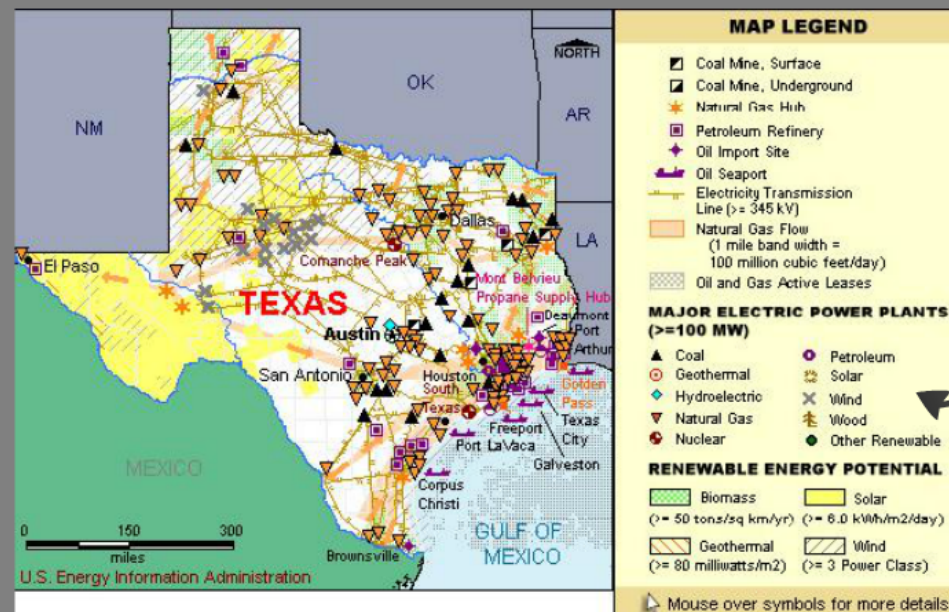 NORTH
OK
AR
NM
LA
Dallas
El Paso
Comanche Peak
Mont Belvieu
Propane Supply Hub
TEXAS
Beaumont
Port
Arthur
Austin
San Antonio
Houston
South
Texas
Golden
Pass
Texas
City
Freeport
Port LaVaca
Galveston
MEXICO
Corpus
Christi
GULF OF
MEXICO
Brownsville
0 150 300
miles
U.S. Energy Information Administration
MAP LEGEND
Coal Mine, Surface
Coal Mine, Underground
Natural Gas Hub
Petroleum Refinery
Oil Import Site
Oil Seaport
Electricity Transmission
Line (>= 345 kV)
Natural Gas Flow
(1 mile band width =
100 million cubic feet/day)
Oil and Gas Active Leases
MAJOR ELECTRIC POWER PLANTS
(>=100 MW)
Coal Petroleum
Geothermal Solar
Hydroelectric Wind
Natural Gas Wood
Nuclear Other Renewable
RENEWABLE ENERGY POTENTIAL
Biomass Solar
(>= 50 tons/sq km/yr) (>= 6.0 kWh/m2/day)
Geothermal Wind
(>= 80 milliwatts/m2) (>= 3 Power Class)
Mouse over symbols for more details